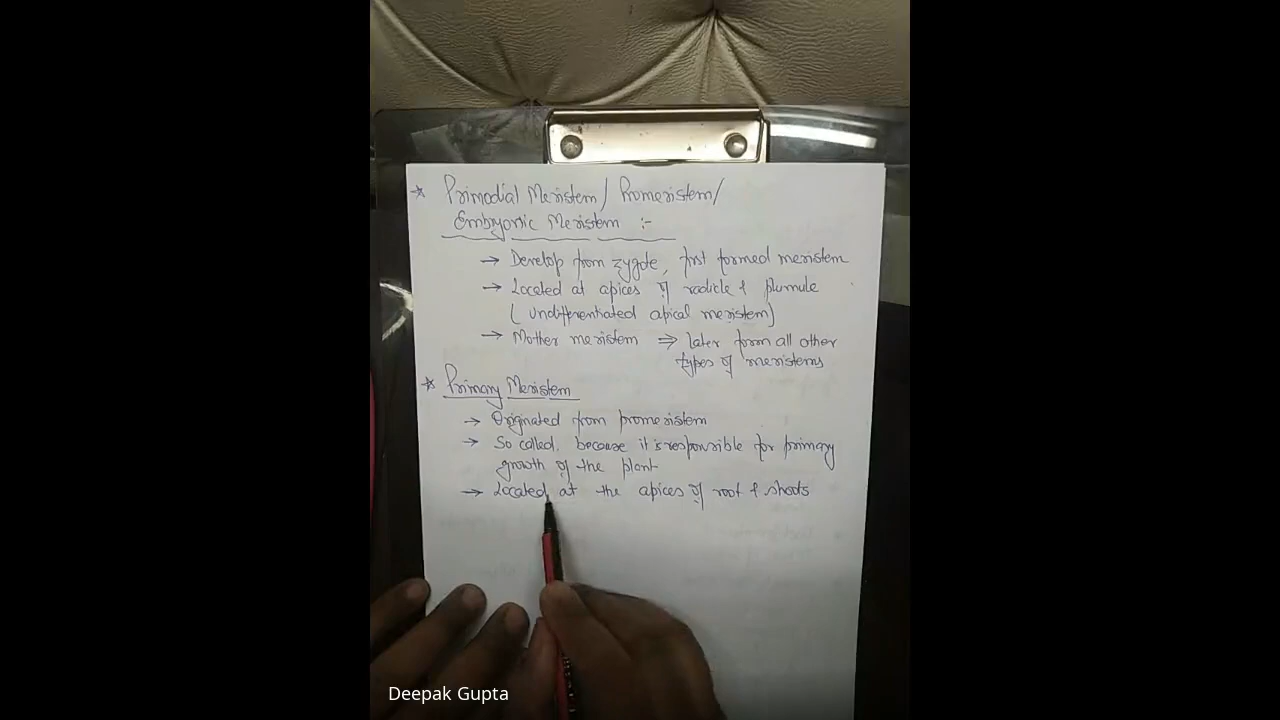 * Primodial Meristem / Promeristem /
Embryonic Meristem :-
→ Develop from zygote, first formed meristem
→ Located at apices of radicle & plumule
( undifferentiated apical meristem)
→ Mother meristem ⇒ later form all other
types of meristems
* Primary Meristem
→ Originated from promeristem
→ So called. because it is responsible for primary
growth of the plant
→ Located at the apices of root & shoots
Deepak Gupta